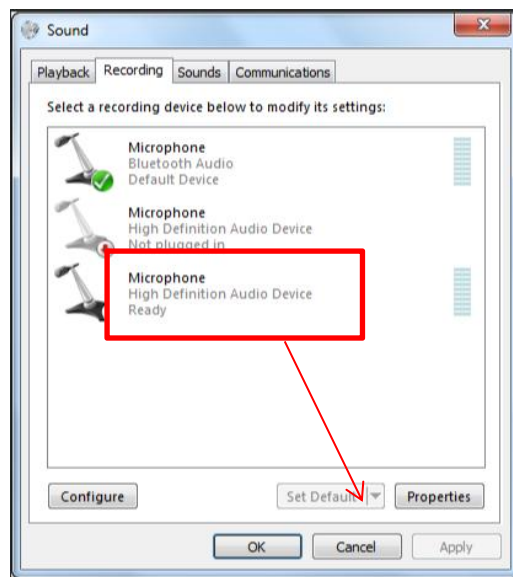 Sound
Playback Recording Sounds Communications
Select a recording device below to modify its settings:
Microphone
Bluetooth Audio
Default Device
Microphone
High Definition Audio Device
Not plugged in
Microphone
High Definition Audio Device
Ready
Configure Set Default Properties
OK Cancel Apply